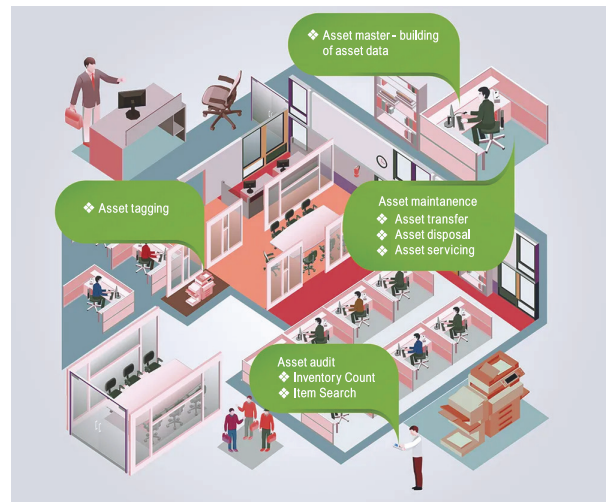 ❖ Asset master - building
of asset data
❖ Asset tagging
Asset maintanence
❖ Asset transfer
❖ Asset disposal
❖ Asset servicing
Asset audit
❖ Inventory Count
❖ Item Search